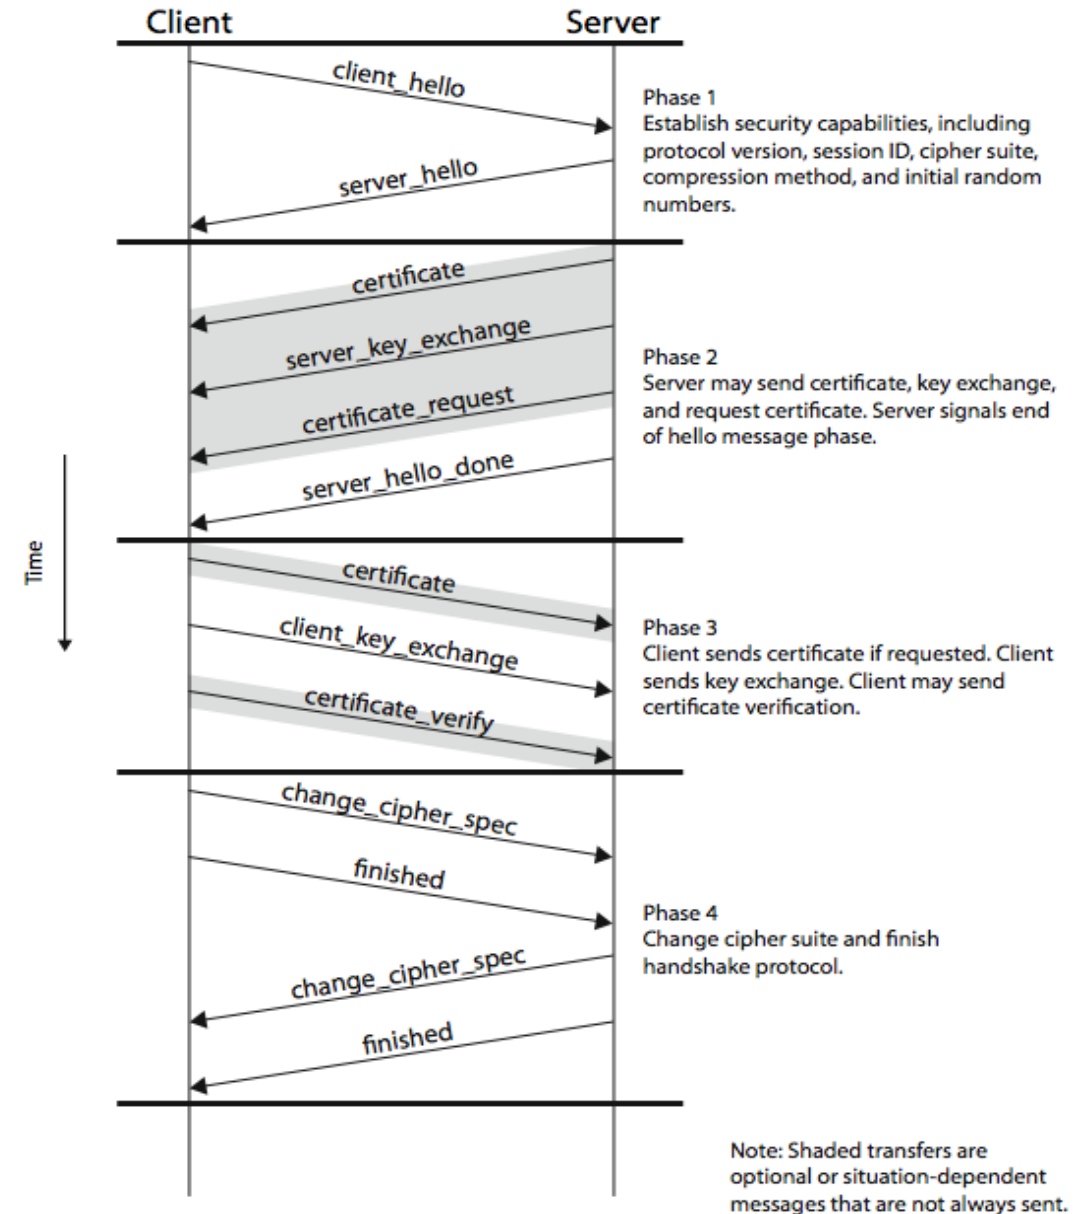 Client
Server
client_hello
server_hello
Phase 1
Establish security capabilities, including
protocol version, session ID, cipher suite,
compression method, and initial random
numbers.
certificate
server_key_exchange
certificate_request
server_hello_done
Phase 2
Server may send certificate, key exchange,
and request certificate. Server signals end
of hello message phase.
Time
certificate
client_key_exchange
certificate_verify
Phase 3
Client sends certificate if requested. Client
sends key exchange. Client may send
certificate verification.
change_cipher_spec
finished
change_cipher_spec
finished
Phase 4
Change cipher suite and finish
handshake protocol.
Note: Shaded transfers are
optional or situation-dependent
messages that are not always sent.